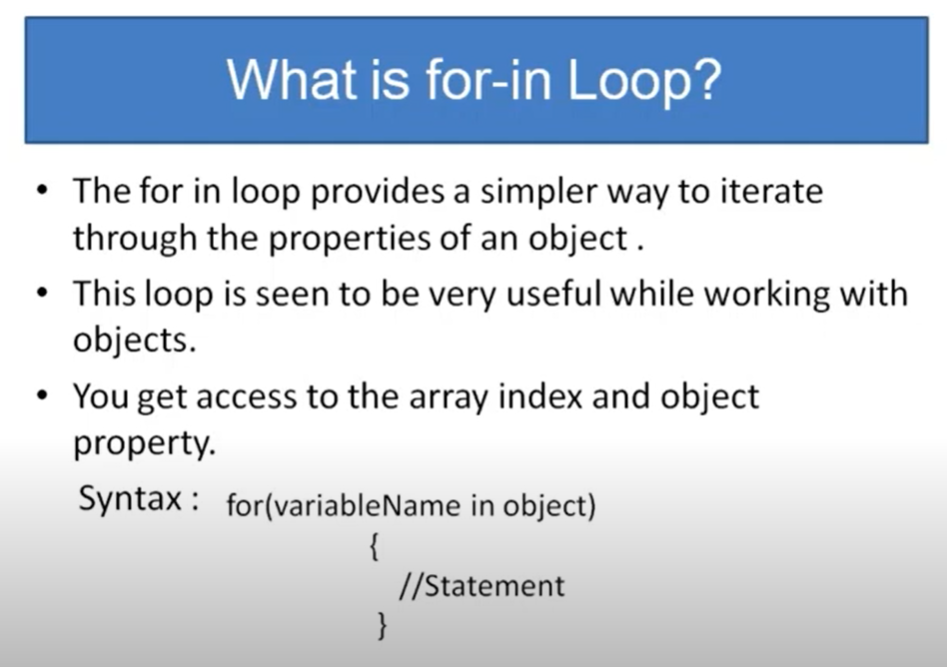 What is for-in Loop?
• The for in loop provides a simpler way to iterate
through the properties of an object .
• This loop is seen to be very useful while working with
objects.
• You get access to the array index and object
property.
Syntax : for(variableName in object)
{
//Statement
}